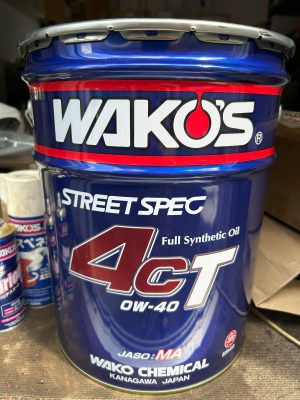 WAKO'S®
STREET SPEC
4CT
Full Synthetic Oil
0W-40
JASO: MA
WAKO CHEMICAL
KANAGAWA JAPAN